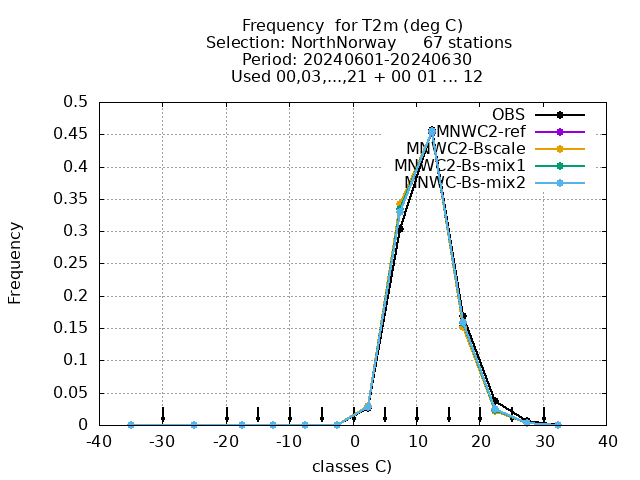 Frequency  for T2m (deg C)
Selection: NorthNorway     67 stations
Period: 20240601-20240630
Used 00,03,...,21 + 00 01 ... 12
0.5
0.45
0.4
0.35
0.3
0.25
0.2
0.15
0.1
0.05
0
Frequency
OBS
MNWC2-ref
MNWC2-Bscale
MNWC2-Bs-mix1
MNWC-Bs-mix2
-40 -30 -20 -10 0 10 20 30 40
classes C)